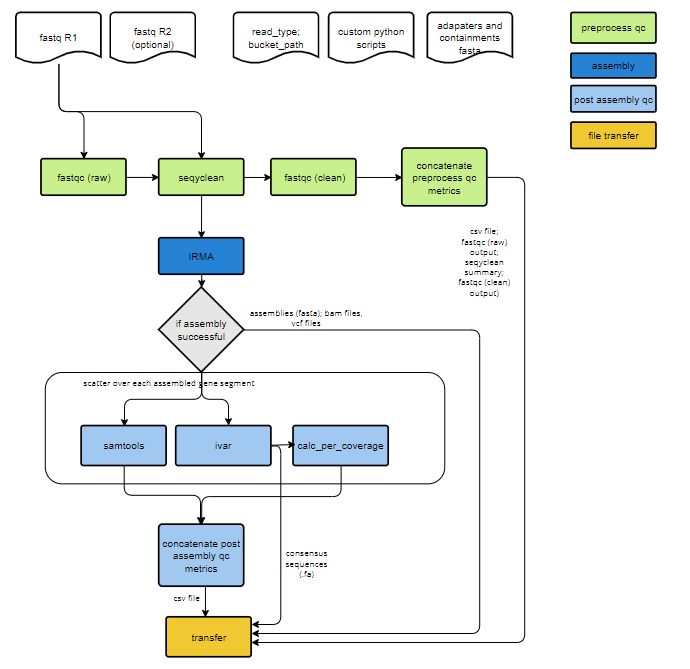 fastq R1
fastq R2
(optional)
read_type;
bucket_path
custom python
scripts
adapaters and
containments
fasta
preprocess qc
assembly
post assembly qc
file transfer
fastqc (raw)
seqyclean
fastqc (clean)
concatenate
preprocess qc
metrics
csv file;
fastqc (raw)
output;
seqyclean
summary;
fastqc (clean)
output)
IRMA
if assembly
successful
assemblies (fasta); bam files,
vcf files
scatter over each assembled gene segment
samtools
ivar
calc_per_coverage
concatenate post
assembly qc
metrics
consensus
sequences
(.fa)
csv file
transfer